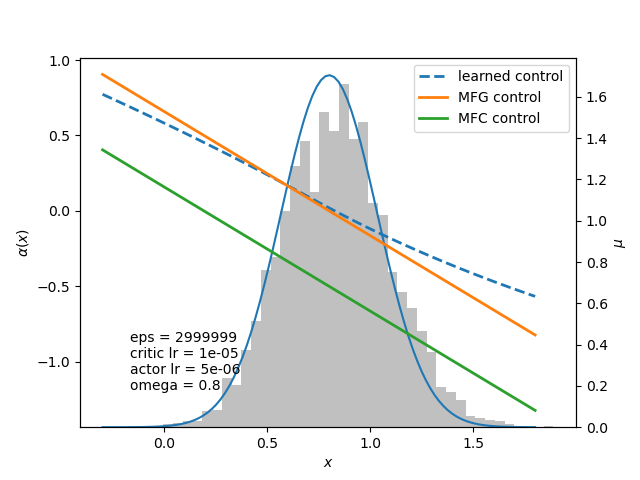 learned control
MFG control
MFC control
1.0
0.5
0.0
−0.5
−1.0
α(x)
eps = 2999999
critic lr = 1e-05
actor lr = 5e-06
omega = 0.8
1.6
1.4
1.2
1.0
0.8
0.6
0.4
0.2
0.0
μ
0.0 0.5 1.0 1.5
x